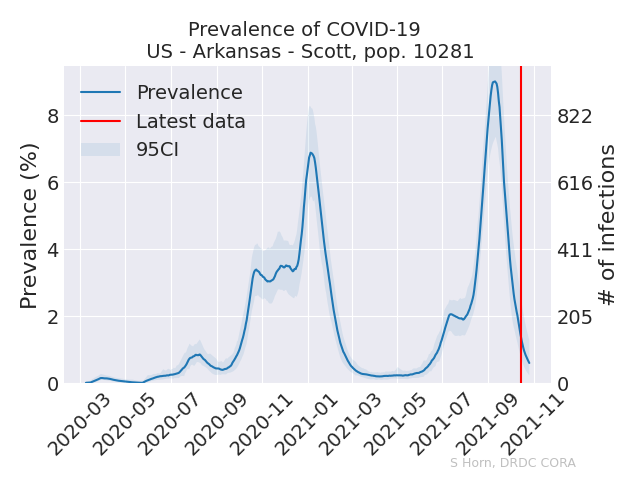 Prevalence of COVID-19
US - Arkansas - Scott, pop. 10281
Prevalence
Latest data
95CI
Prevalence (%)
8
6
4
2
0
822
616
411
205
0
# of infections
2020-03
2020-05
2020-07
2020-09
2020-11
2021-01
2021-03
2021-05
2021-07
2021-09
2021-11
S Horn, DRDC CORA